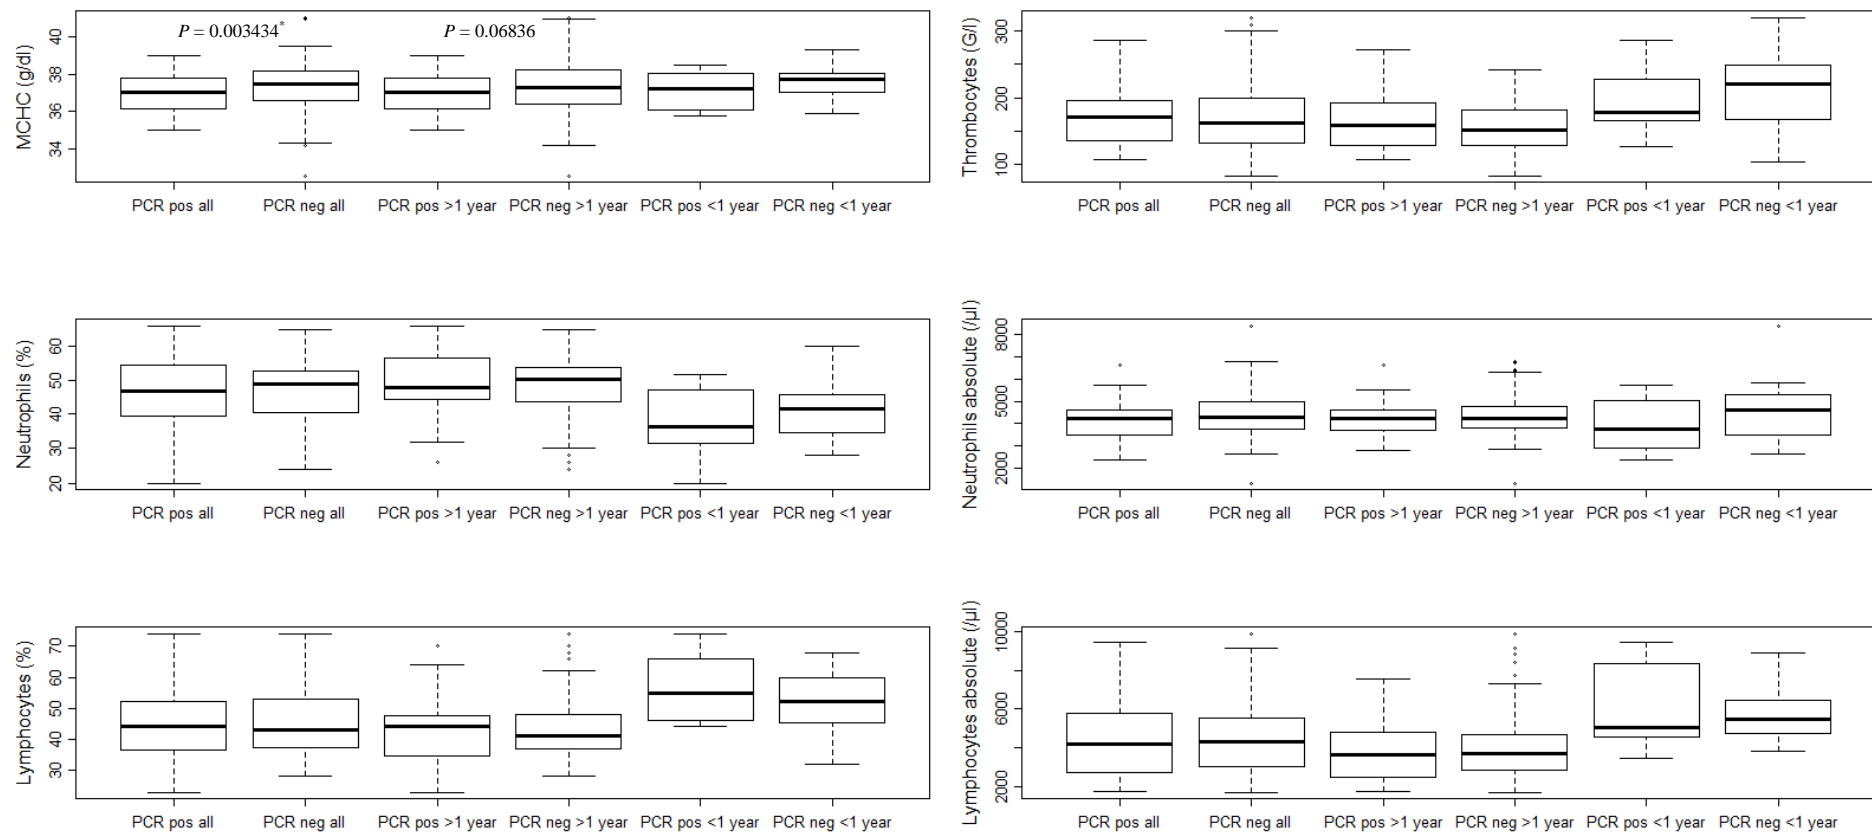 P = 0.003434*
P = 0.06836
MCHC (g/dl)
40
38
36
34
PCR pos all PCR neg all PCR pos >1 year PCR neg >1 year PCR pos <1 year PCR neg <1 year
Thrombocytes (G/l)
300
200
100
PCR pos all PCR neg all PCR pos >1 year PCR neg >1 year PCR pos <1 year PCR neg <1 year
Neutrophils (%)
60
50
40
30
20
PCR pos all PCR neg all PCR pos >1 year PCR neg >1 year PCR pos <1 year PCR neg <1 year
Neutrophils absolute (/µl)
8000
5000
2000
PCR pos all PCR neg all PCR pos >1 year PCR neg >1 year PCR pos <1 year PCR neg <1 year
Lymphocytes (%)
70
60
50
40
30
PCR pos all PCR neg all PCR pos >1 year PCR neg >1 year PCR pos <1 year PCR neg <1 year
Lymphocytes absolute (/µl)
10000
6000
2000
PCR pos all PCR neg all PCR pos >1 year PCR neg >1 year PCR pos <1 year PCR neg <1 year